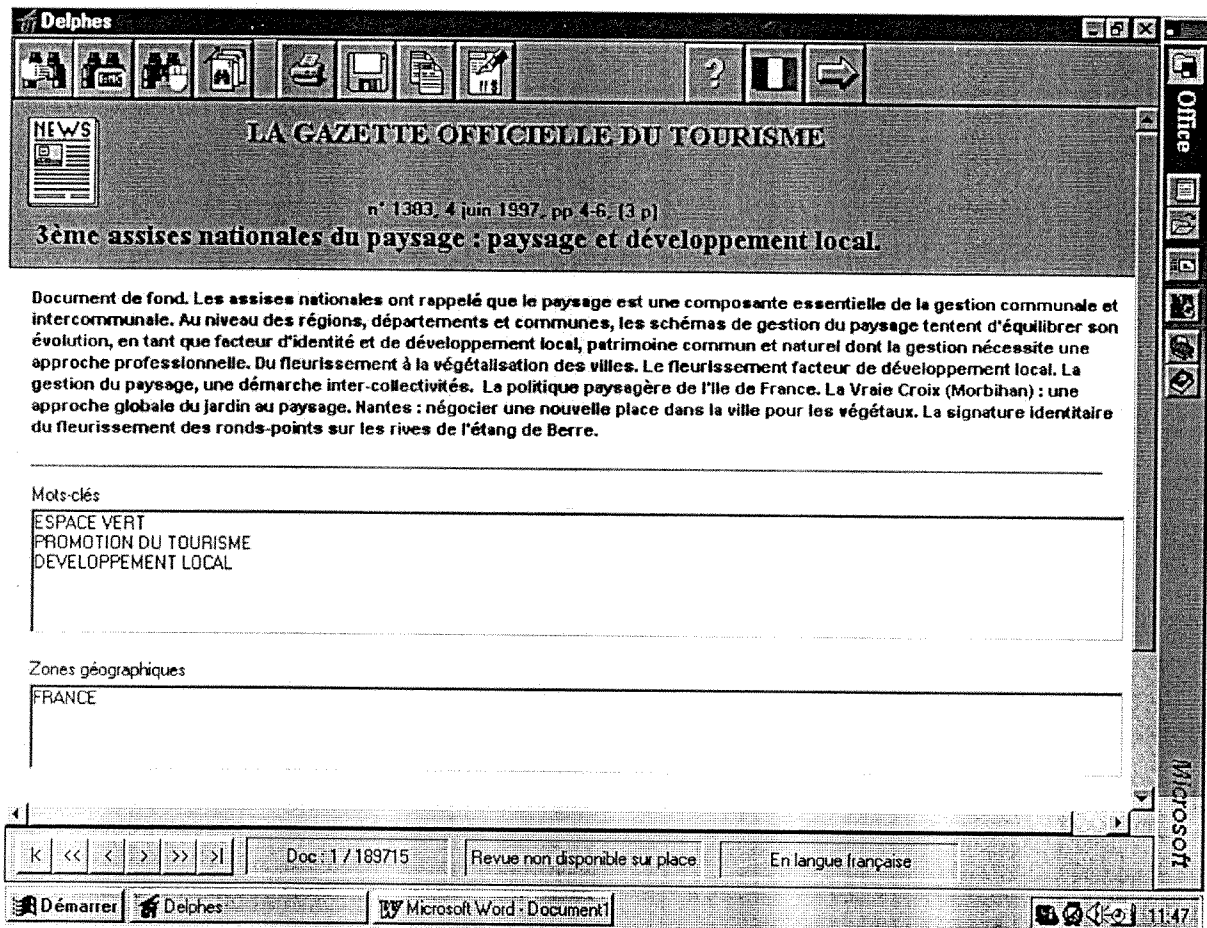 Delphes
Office
NEWS
LA GAZETTE OFFICIELLE DU TOURISME
n° 1383, 4 juin 1997, pp 4-6, (3 p)
3ème assises nationales du paysage : paysage et développement local.
Document de fond. Les assises nationales ont rappelé que le paysage est une composante essentielle de la gestion communale et
intercommunale. Au niveau des régions, départements et communes, les schémas de gestion du paysage tentent d'équilibrer son
évolution, en tant que facteur d'identité et de développement local, patrimoine commun et naturel dont la gestion nécessite une
approche professionnelle. Du fleurissement à la végétalisation des villes. Le fleurissement facteur de développement local. La
gestion du paysage, une démarche inter-collectivités. La politique paysagère de l'Ile de France. La Vraie Croix (Morbihan) : une
approche globale du jardin au paysage. Nantes : négocier une nouvelle place dans la ville pour les végétaux. La signature identitaire
du fleurissement des ronds-points sur les rives de l'étang de Berre.
Mots-clés
ESPACE VERT
PROMOTION DU TOURISME
DEVELOPPEMENT LOCAL
Zones géographiques
FRANCE
Microsoft
Doc : 1 / 189715
Revue non disponible sur place
En langue française
Démarrer
Delphes
Microsoft Word - Document1
11:47